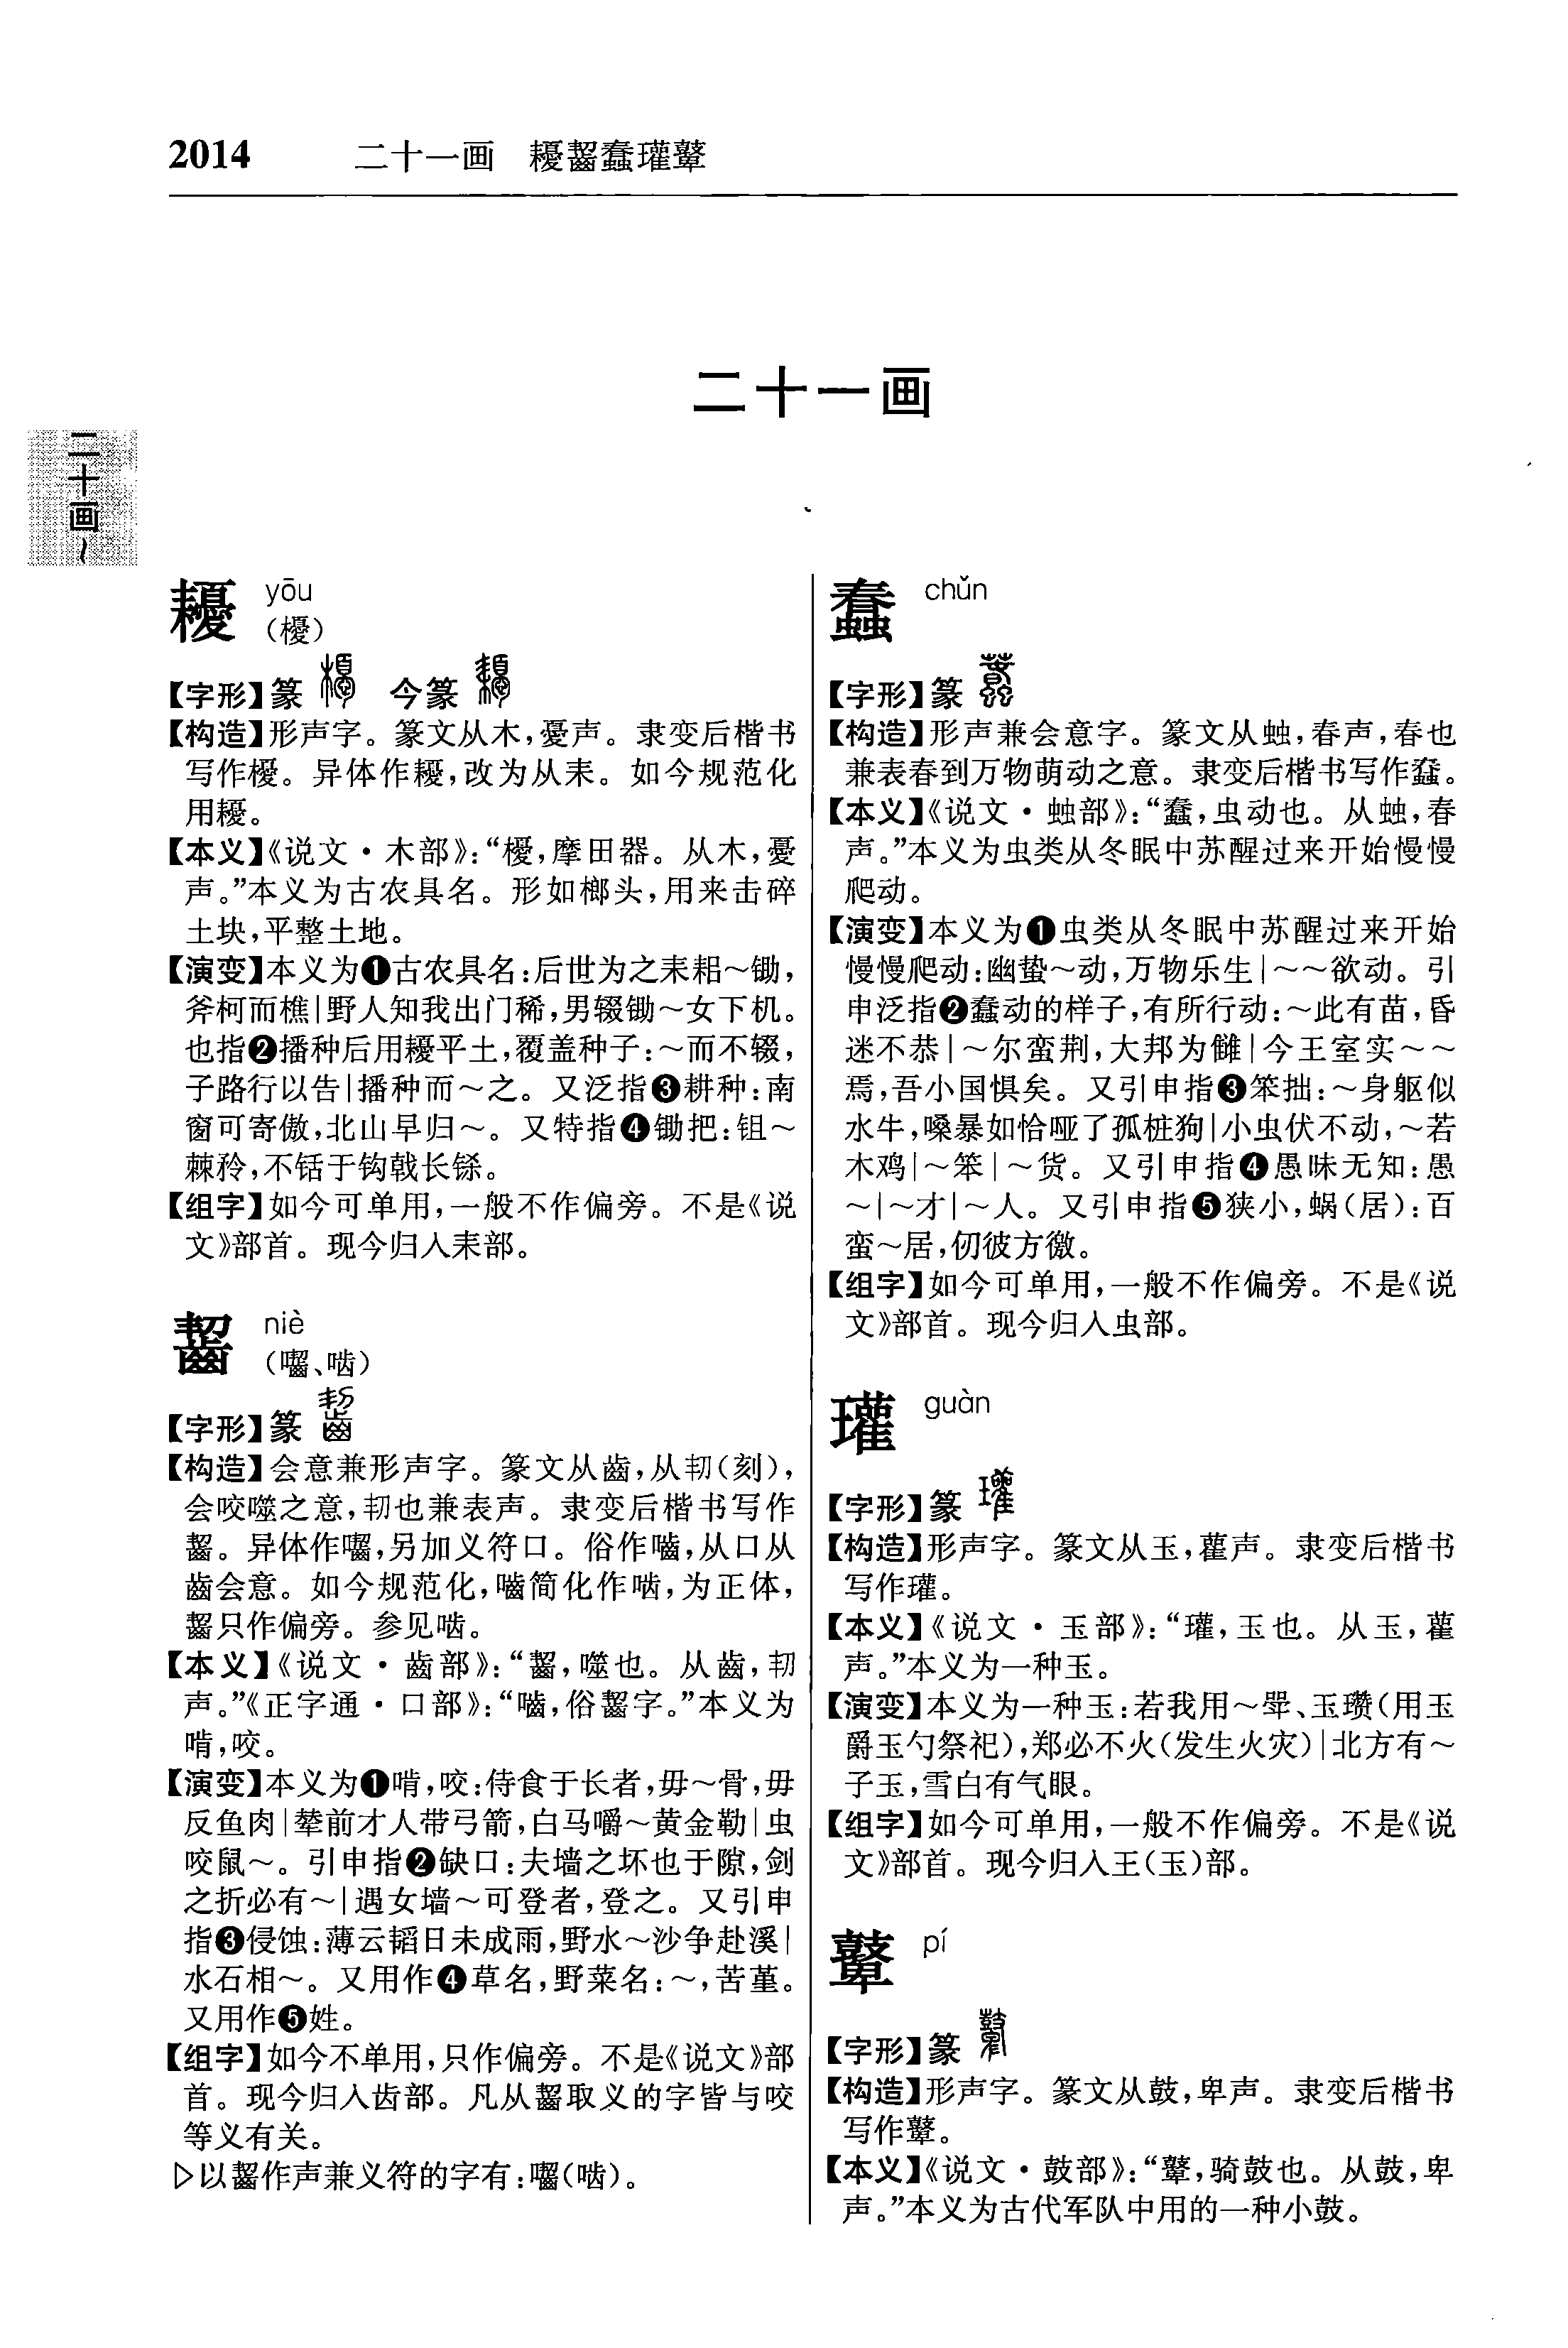 2014 二十一画 耰齧蠢瓘鼙
二十一画
二十画~
耰 yōu
（櫌）
【字形】篆 今篆
【构造】形声字。篆文从木，憂声。隶变后楷书
写作櫌。异体作耰，改为从耒。如今规范化
用耰。
【本义】《说文·木部》：“櫌，摩田器。从木，憂
声。”本义为古农具名。形如榔头，用来击碎
土块，平整土地。
【演变】本义为❶古农具名：后世为之耒耜～锄，
斧柯而樵|野人知我出门稀，男辍锄～女下机。
也指❷播种后用耰平土，覆盖种子：～而不辍，
子路行以告|播种而～之。又泛指❸耕种：南
窗可寄傲，北山早归～。又特指❹锄把：钼～
棘矜，不铦于钩戟长铩。
【组字】如今可单用，一般不作偏旁。不是《说
文》部首。现今归入耒部。
齧 niè
（囓、啮）
【字形】篆
【构造】会意兼形声字。篆文从齒，从㓞（刻），
会咬噬之意，㓞也兼表声。隶变后楷书写作
齧。异体作囓，另加义符口。俗作嚙，从口从
齒会意。如今规范化，嚙简化作啮，为正体，
齧只作偏旁。参见啮。
【本义】《说文·齒部》：“齧，噬也。从齒，㓞
声。”《正字通·口部》：“嚙，俗齧字。”本义为
啃，咬。
【演变】本义为❶啃，咬：侍食于长者，毋～骨，毋
反鱼肉|辇前才人带弓箭，白马嚼～黄金勒|虫
咬鼠～。引申指❷缺口：夫墙之坏也于隙，剑
之折必有～|遇女墙～可登者，登之。又引申
指❸侵蚀：薄云韬日未成雨，野水～沙争赴溪|
水石相～。又用作❹草名，野菜名：～，苦堇。
又用作❺姓。
【组字】如今不单用，只作偏旁。不是《说文》部
首。现今归入齿部。凡从齧取义的字皆与咬
等义有关。
▷以齧作声兼义符的字有：囓（啮）。
蠢 chǔn
【字形】篆
【构造】形声兼会意字。篆文从䖵，春声，春也
兼表春到万物萌动之意。隶变后楷书写作蠢。
【本义】《说文·䖵部》：“蠢，虫动也。从䖵，春
声。”本义为虫类从冬眠中苏醒过来开始慢慢
爬动。
【演变】本义为❶虫类从冬眠中苏醒过来开始
慢慢爬动：幽蛰～动，万物乐生|～～欲动。引
申泛指❷蠢动的样子，有所行动：～此有苗，昏
迷不恭|～尔蛮荆，大邦为雠|今王室实～～
焉，吾小国惧矣。又引申指❸笨拙：～身躯似
水牛，嗓暴如恰哑了孤桩狗|小虫伏不动，～若
木鸡|～笨|～货。又引申指❹愚昧无知：愚
～|～才|～人。又引申指❺狭小，蜗（居）：百
蛮～居，仞彼方徼。
【组字】如今可单用，一般不作偏旁。不是《说
文》部首。现今归入虫部。
瓘 guàn
【字形】篆
【构造】形声字。篆文从玉，雚声。隶变后楷书
写作瓘。
【本义】《说文·玉部》：“瓘，玉也。从玉，雚
声。”本义为一种玉。
【演变】本义为一种玉：若我用～斝、玉瓒（用玉
爵玉勺祭祀），郑必不火（发生火灾）|北方有～
子玉，雪白有气眼。
【组字】如今可单用，一般不作偏旁。不是《说
文》部首。现今归入王（玉）部。
鼙 pí
【字形】篆
【构造】形声字。篆文从鼓，卑声。隶变后楷书
写作鼙。
【本义】《说文·鼓部》：“鼙，骑鼓也。从鼓，卑
声。”本义为古代军队中用的一种小鼓。